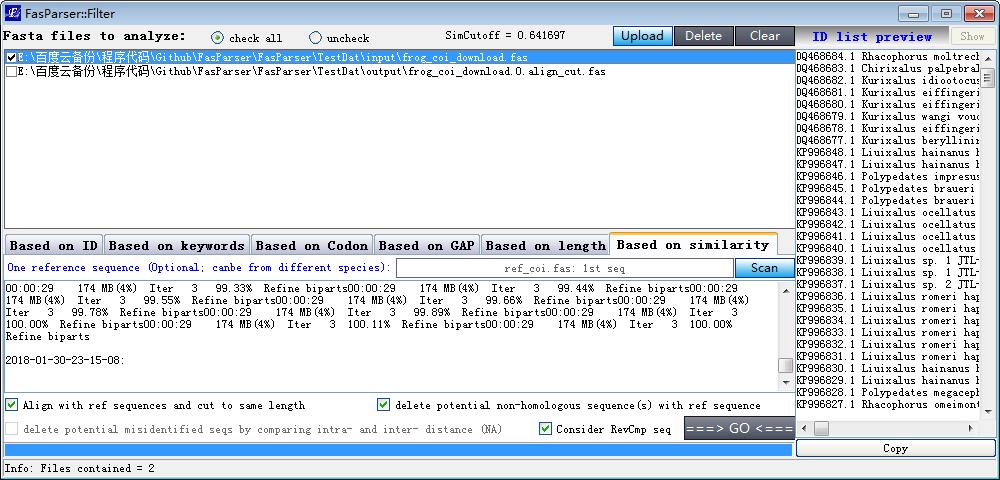 FasParser::Filter
Fasta files to analyze: check all uncheck SimCutoff = 0.641697 Upload Delete Clear ID list preview Show
E:\百度云备份\程序代码\Github\FasParser\FasParser\TestDat\input\frog_coi_download.fas
E:\百度云备份\程序代码\Github\FasParser\FasParser\TestDat\output\frog_coi_download.0.align_cut.fas
Based on ID Based on keywords Based on Codon Based on GAP Based on length Based on similarity
One reference sequence (Optional; canbe from different species): ref_coi.fas: 1st seq Scan
00:00:29 174 MB(4%) Iter 3 99.33% Refine biparts00:00:29 174 MB(4%) Iter 3 99.44% Refine biparts00:00:29
174 MB(4%) Iter 3 99.55% Refine biparts00:00:29 174 MB(4%) Iter 3 99.66% Refine biparts00:00:29 174 MB(4%)
Iter 3 99.78% Refine biparts00:00:29 174 MB(4%) Iter 3 99.89% Refine biparts00:00:29 174 MB(4%) Iter 3
100.00% Refine biparts00:00:29 174 MB(4%) Iter 3 100.11% Refine biparts00:00:29 174 MB(4%) Iter 3 100.00%
Refine biparts
2018-01-30-23-15-08:
Align with ref sequences and cut to same length delete potential non-homologous sequence(s) with ref sequence
delete potential misidentified seqs by comparing intra- and inter- distance (NA) Consider RevCmp seq ===> GO <===
DQ468684.1 Rhacophorus moltrech
DQ468683.1 Chirixalus palpebral
DQ468682.1 Kurixalus idiootocus
DQ468681.1 Kurixalus eiffingeri
DQ468680.1 Kurixalus eiffingeri
DQ468679.1 Kurixalus wangi vouc
DQ468678.1 Kurixalus eiffingeri
DQ468677.1 Kurixalus beryllinir
KP996848.1 Liuixalus hainanus h
KP996847.1 Liuixalus hainanus h
KP996846.1 Polypedates impresus
KP996845.1 Polypedates braueri
KP996844.1 Polypedates braueri
KP996843.1 Liuixalus ocellatus
KP996842.1 Liuixalus ocellatus
KP996841.1 Liuixalus ocellatus
KP996840.1 Liuixalus ocellatus
KP996839.1 Liuixalus sp. 1 JTL-
KP996838.1 Liuixalus sp. 1 JTL-
KP996837.1 Liuixalus sp. 2 JTL-
KP996836.1 Liuixalus romeri hap
KP996835.1 Liuixalus romeri hap
KP996834.1 Liuixalus romeri hap
KP996833.1 Liuixalus romeri hap
KP996832.1 Liuixalus romeri hap
KP996831.1 Liuixalus romeri hap
KP996830.1 Liuixalus hainanus h
KP996829.1 Liuixalus hainanus h
KP996828.1 Polypedates megaceph
KP996827.1 Rhacophorus omeimont
Copy
Info: Files contained = 2